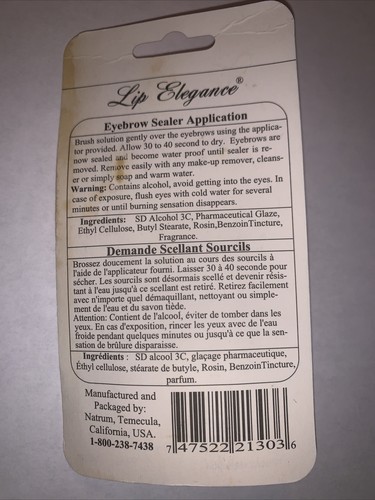 Lip Elegance®
Eyebrow Sealer Application
Brush solution gently over the eyebrows using the applica-
tor provided. Allow 30 to 40 second to dry. Eyebrows are
now sealed and become water proof until sealer is re-
moved. Remove easily with any make-up remover, cleans-
er or simply soap and warm water.
Warning: Contains alcohol, avoid getting into the eyes. In
case of exposure, flush eyes with cold water for several
minutes or until burning sensation disappears.
Ingredients: SD Alcohol 3C, Pharmaceutical Glaze,
Ethyl Cellulose, Butyl Stearate, Rosin,BenzoinTincture,
Fragrance.
Demande Scellant Sourcils
Brossez doucement la solution au cours des sourcils à
l'aide de l'applicateur fourni. Laisser 30 à 40 seconde pour
sécher. Les sourcils sont désormais scellé et devenir résis-
tant à l'eau jusqu'à ce scellant est retiré. Retirez facilement
avec n'importe quel démaquillant, nettoyant ou simple-
ment de l'eau et du savon tiède.
Attention: Contient de l'alcool, éviter de tomber dans les
yeux. En cas d'exposition, rincer les yeux avec de l'eau
froide pendant quelques minutes ou jusqu'à ce que la sen-
sation de brûlure disparaisse.
Ingrédients : SD alcool 3C, glaçage pharmaceutique,
Éthyl cellulose, stéarate de butyle, Rosin, BenzoinTincture,
parfum.
Manufactured and
Packaged by:
Natrum, Temecula,
California, USA.
1-800-238-7438
7 47522 21303 6